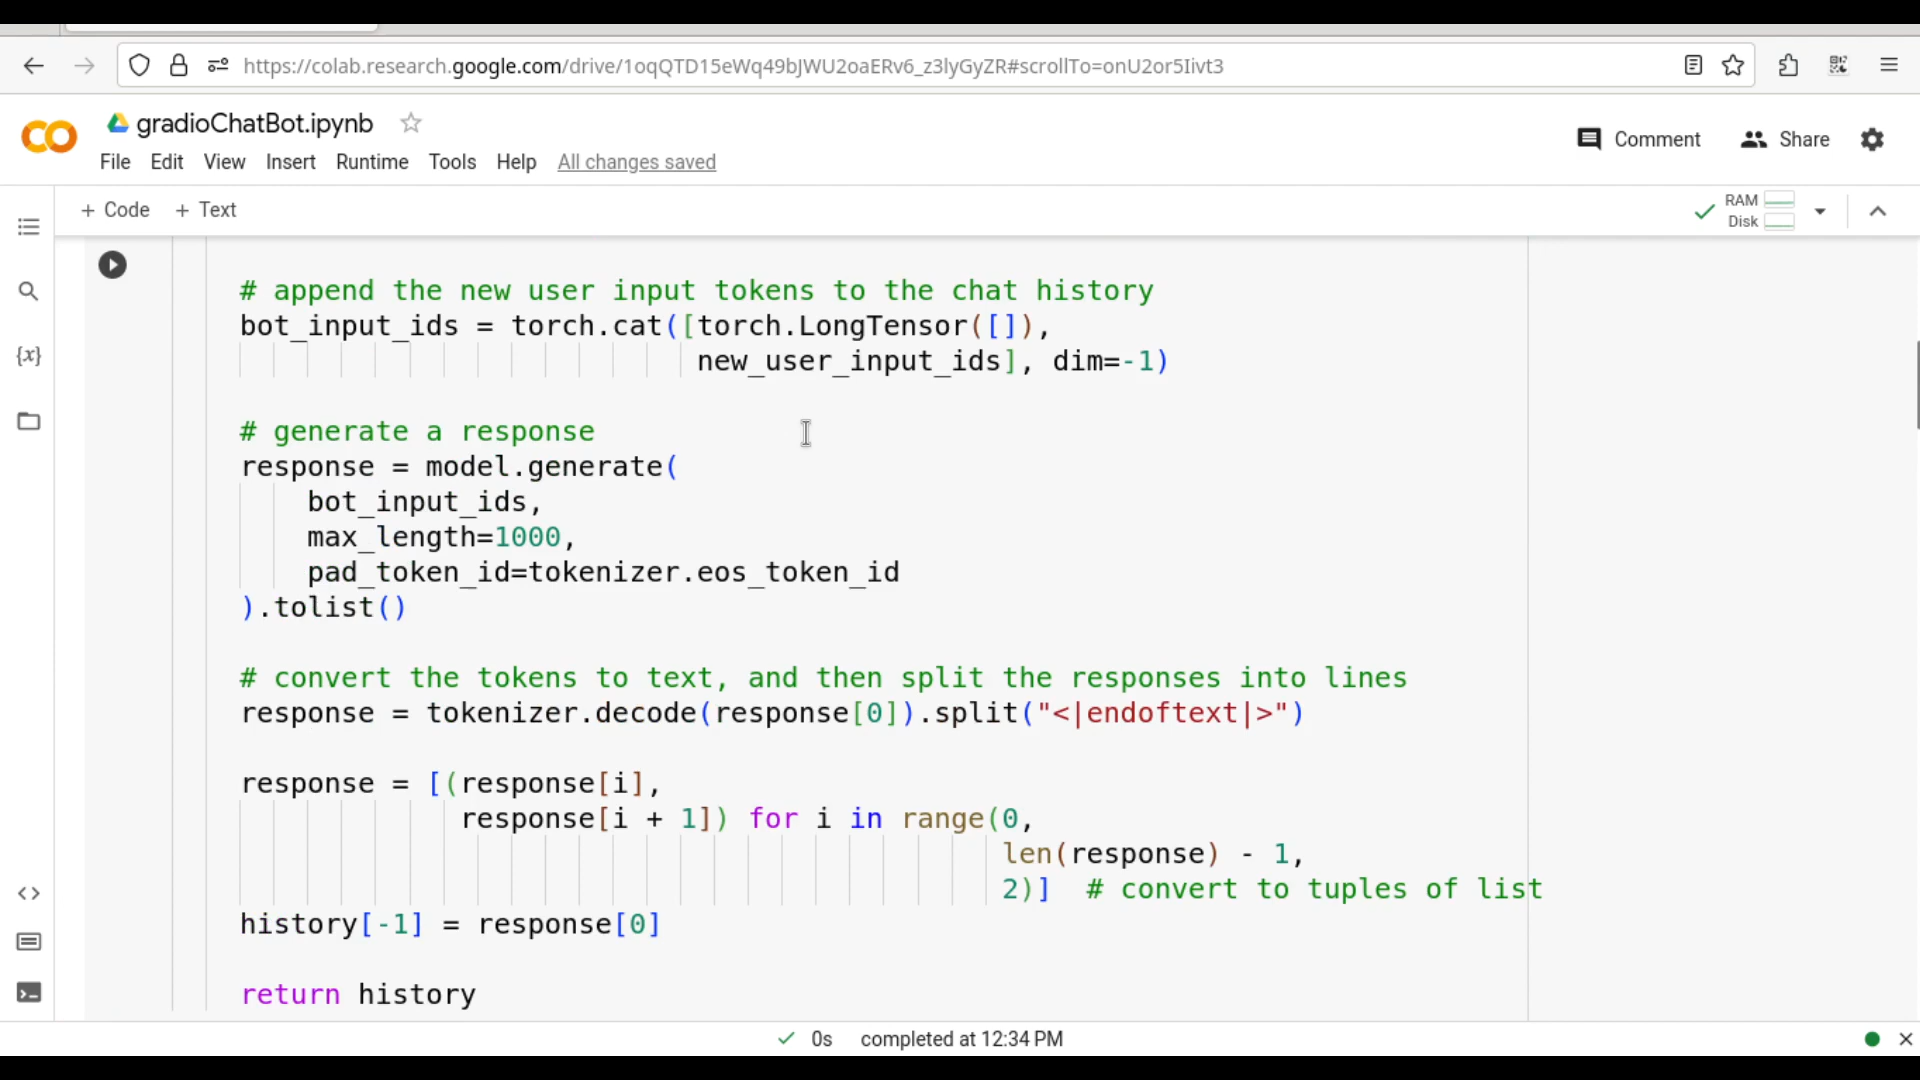 https://colab.research.google.com/drive/1oqQTD15eWq49bJWU2oaERv6_z3lyGyZR#scrollTo=onU2or5Iivt3
gradioChatBot.ipynb
Comment
Share
File Edit View Insert Runtime Tools Help All changes saved
+ Code + Text
RAM
Disk
# append the new user input tokens to the chat history
bot_input_ids = torch.cat([torch.LongTensor([]),
new_user_input_ids], dim=-1)
# generate a response
response = model.generate(
bot_input_ids,
max_length=1000,
pad_token_id=tokenizer.eos_token_id
).tolist()
# convert the tokens to text, and then split the responses into lines
response = tokenizer.decode(response[0]).split("<|endoftext|>")
response = [(response[i],
response[i + 1]) for i in range(0,
len(response) - 1,
2)]  # convert to tuples of list
history[-1] = response[0]
return history
0s completed at 12:34 PM